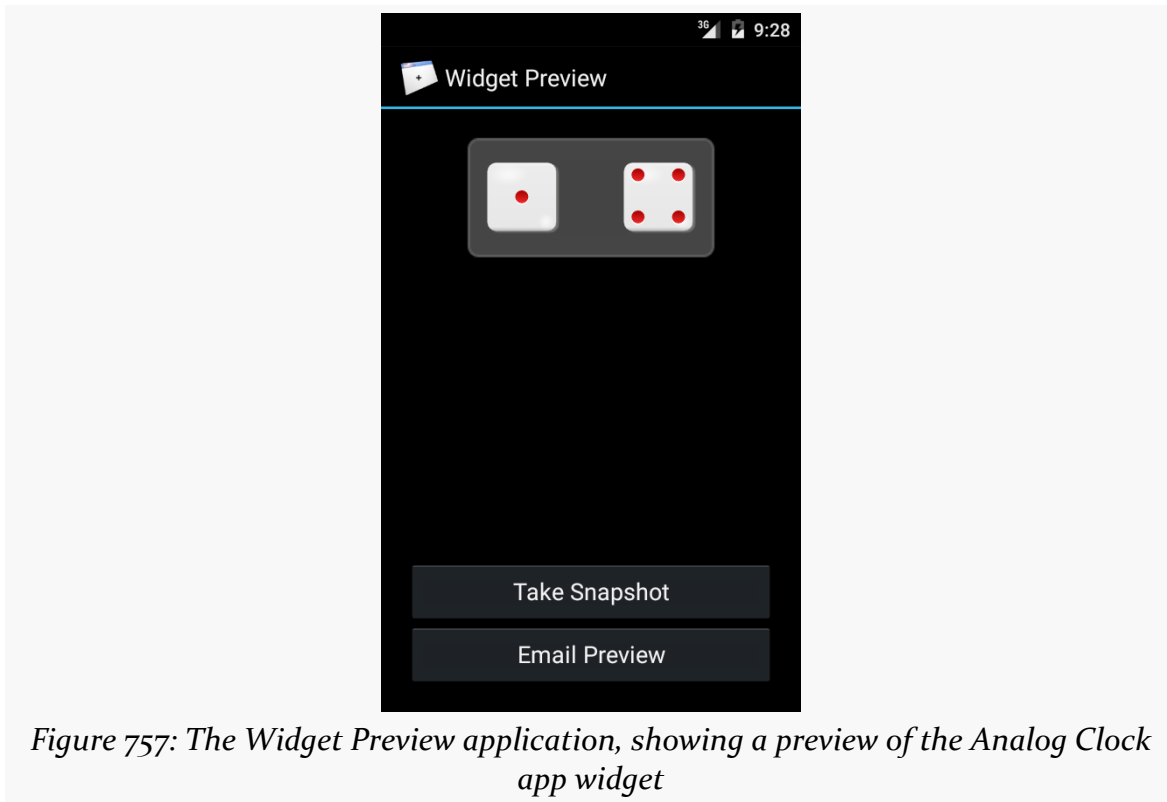 3G 9:28
Widget Preview
Take Snapshot
Email Preview
Figure 757: The Widget Preview application, showing a preview of the Analog Clock
app widget